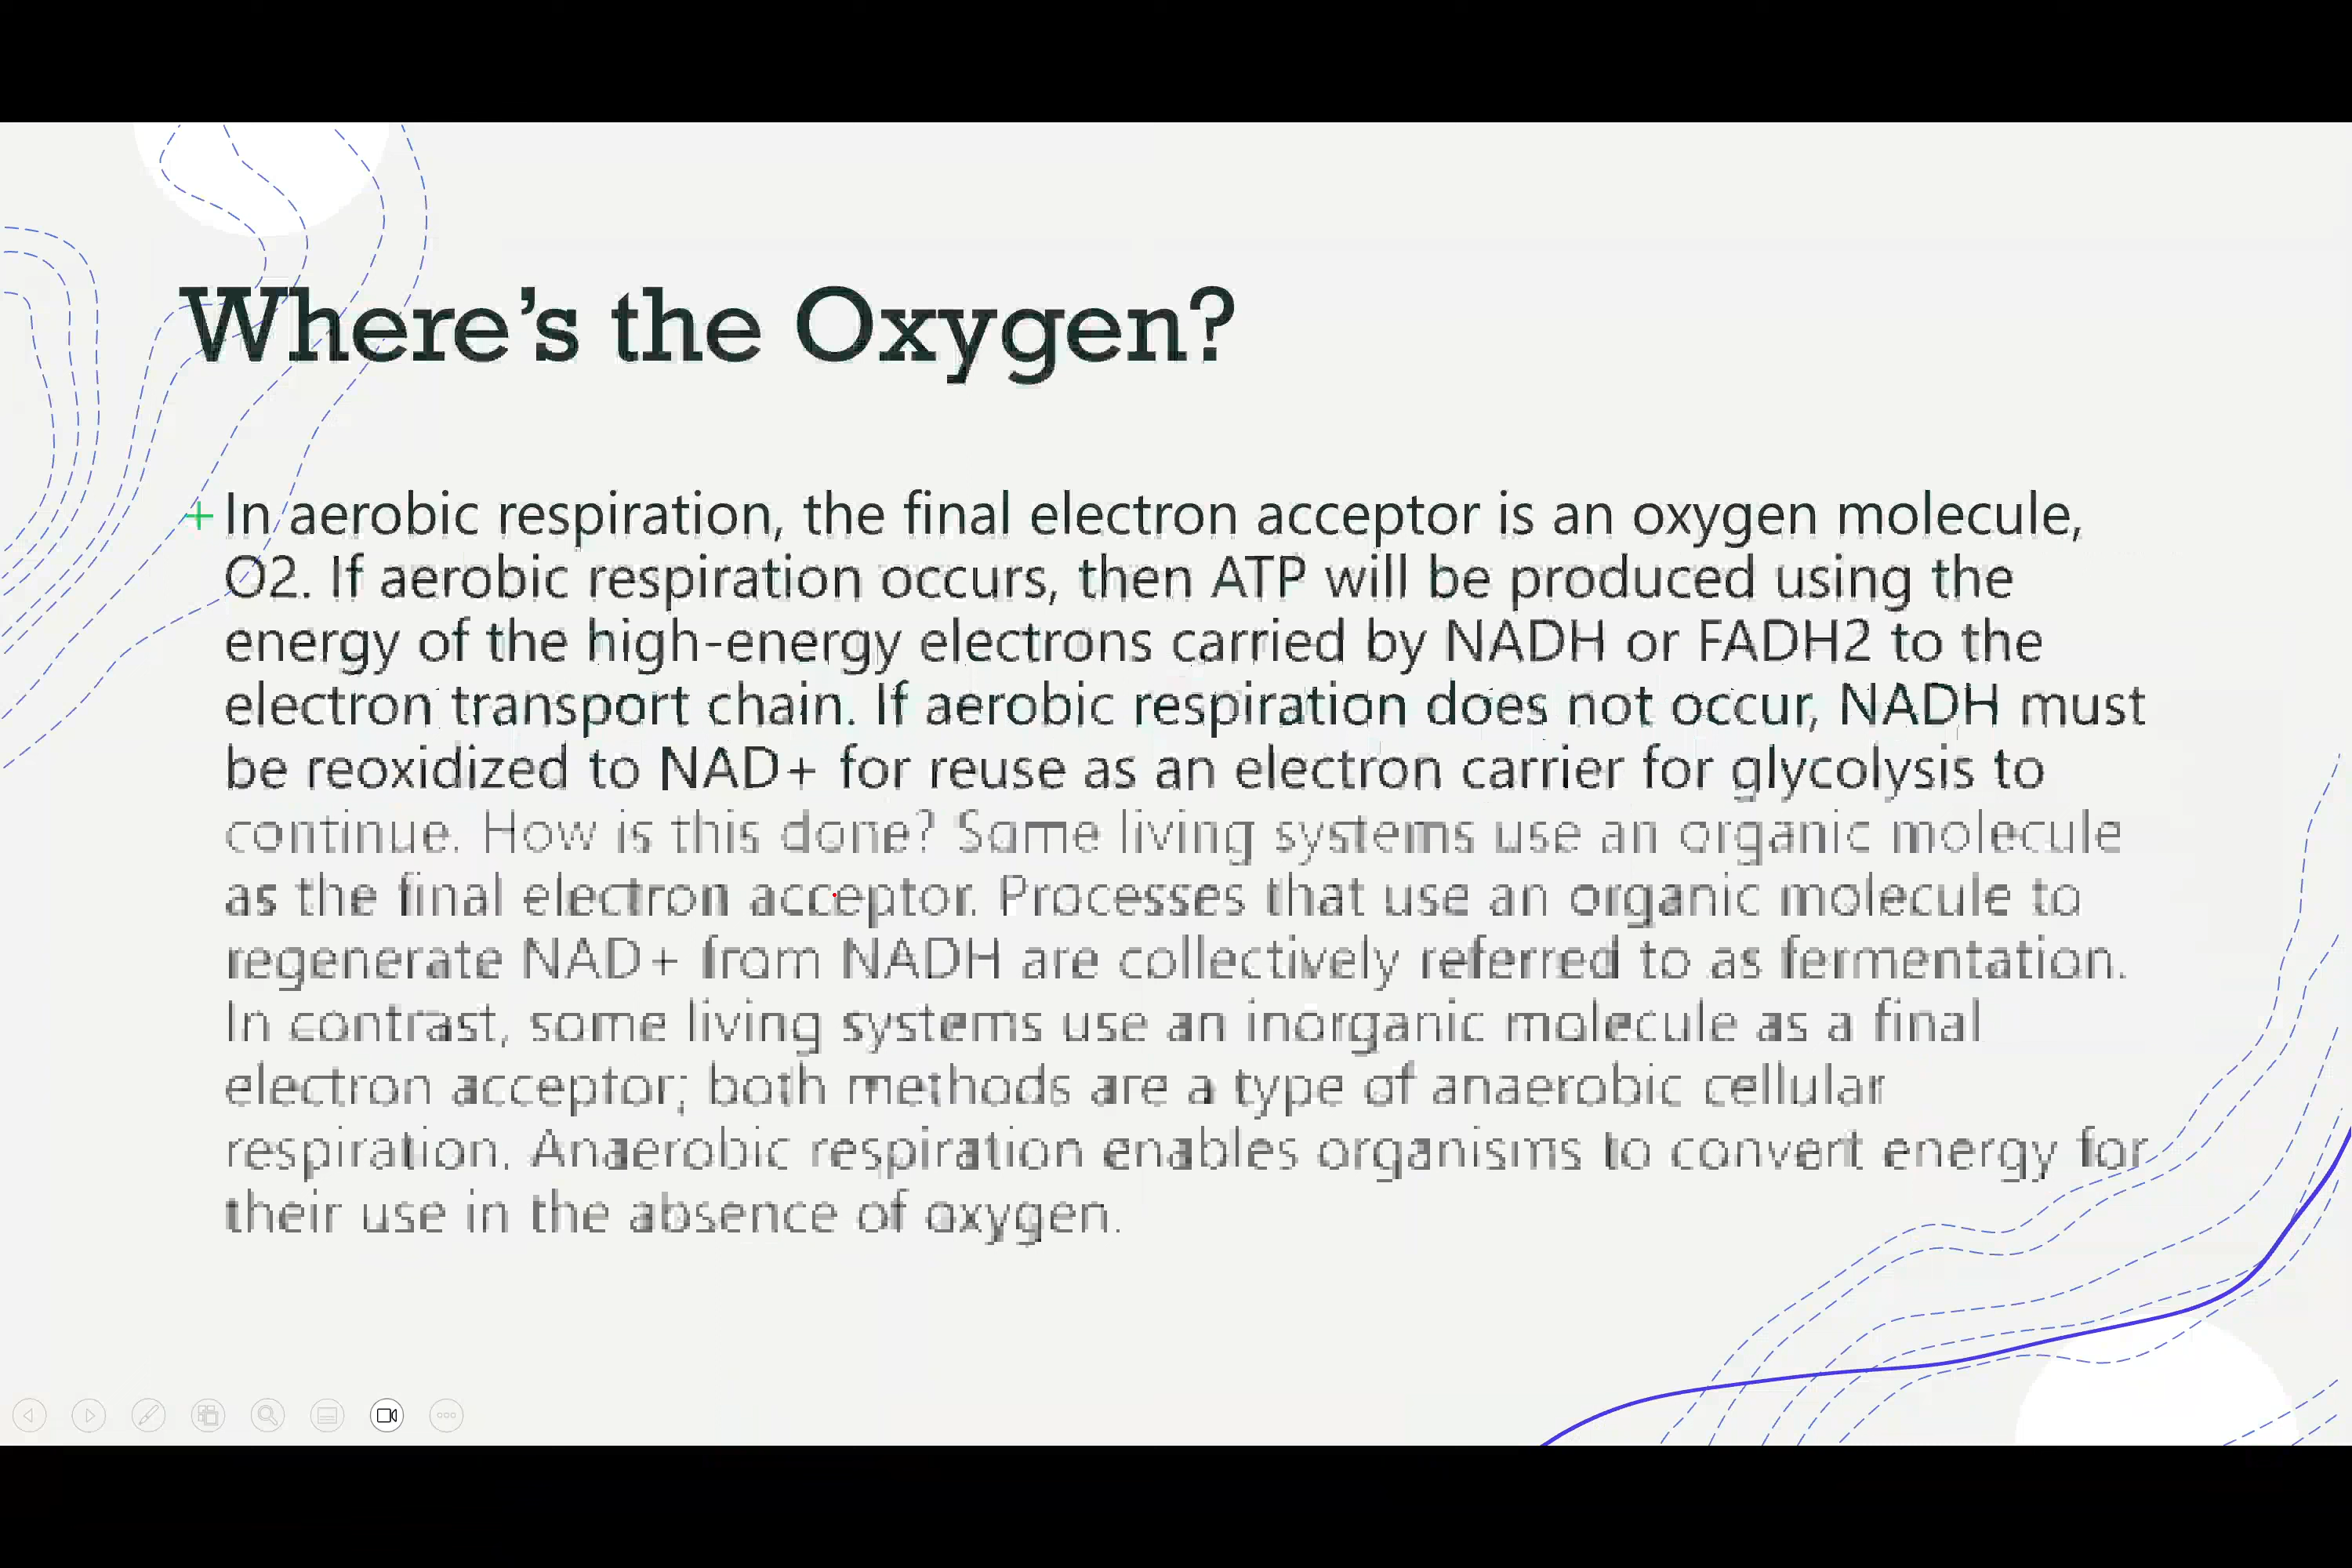 Where's the Oxygen?
+ In aerobic respiration, the final electron acceptor is an oxygen molecule,
O2. If aerobic respiration occurs, then ATP will be produced using the
energy of the high-energy electrons carried by NADH or FADH2 to the
electron transport chain. If aerobic respiration does not occur, NADH must
be reoxidized to NAD+ for reuse as an electron carrier for glycolysis to
continue. How is this done? Some living systems use an organic molecule
as the final electron acceptor. Processes that use an organic molecule to
regenerate NAD+ from NADH are collectively referred to as fermentation.
In contrast, some living systems use an inorganic molecule as a final
electron acceptor; both methods are a type of anaerobic cellular
respiration. Anaerobic respiration enables organisms to convert energy for
their use in the absence of oxygen.